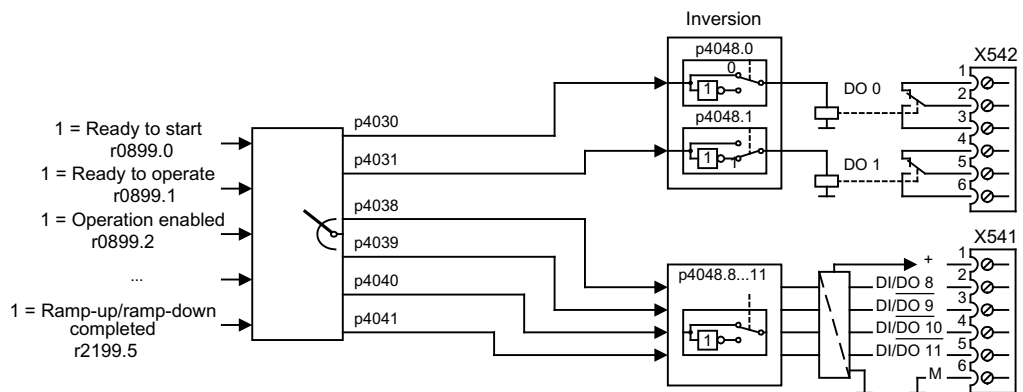 Inversion
p4048.0
0
1
X542
1
2
3
4
5
6
DO 0
p4030
p4048.1
1
1
DO 1
1 = Ready to start
r0899.0
p4031
1 = Ready to operate
r0899.1
p4038
1 = Operation enabled
r0899.2
p4039
...
p4040
1 = Ramp-up/ramp-down
completed
r2199.5
p4041
p4048.8...11
1
X541
+
1
DI/DO 8
2
DI/DO 9
3
DI/DO 10
4
DI/DO 11
5
M
6